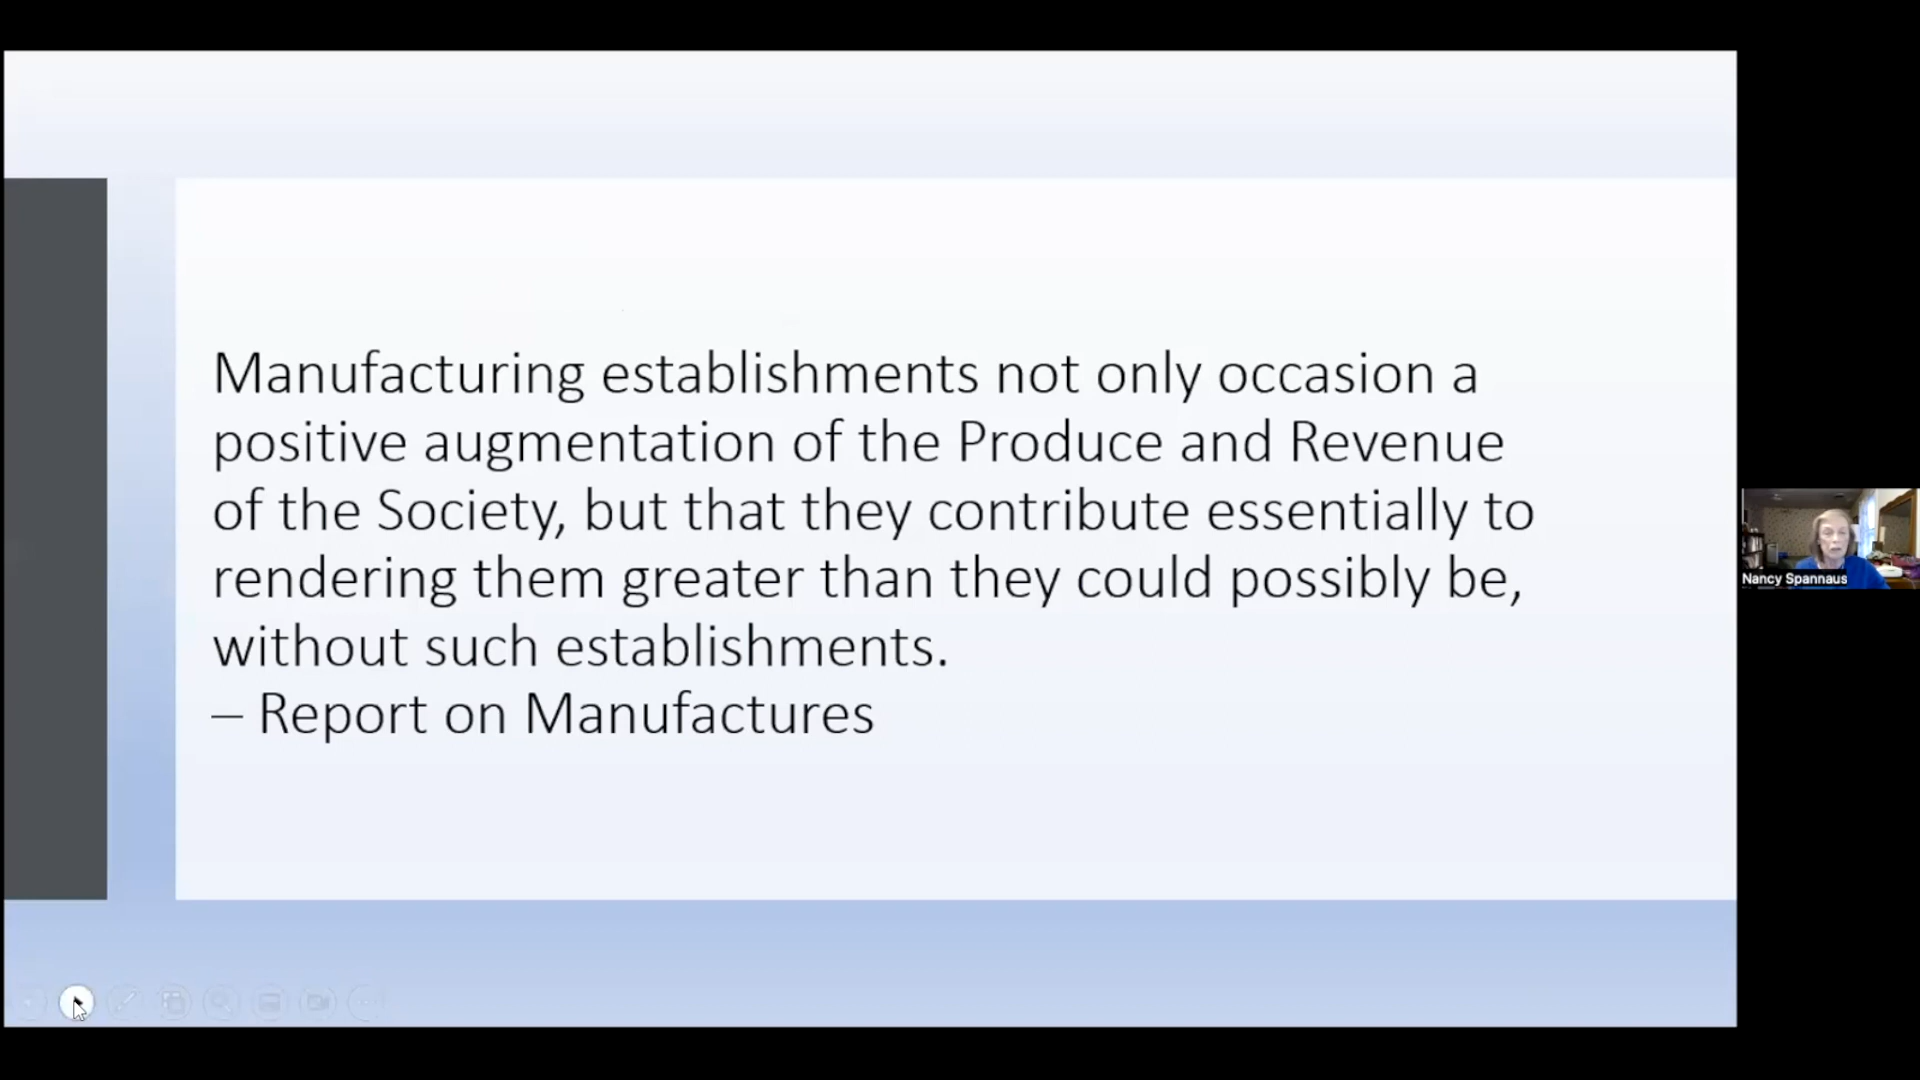 Manufacturing establishments not only occasion a
positive augmentation of the Produce and Revenue
of the Society, but that they contribute essentially to
rendering them greater than they could possibly be,
without such establishments.
– Report on Manufactures
Nancy Spannaus